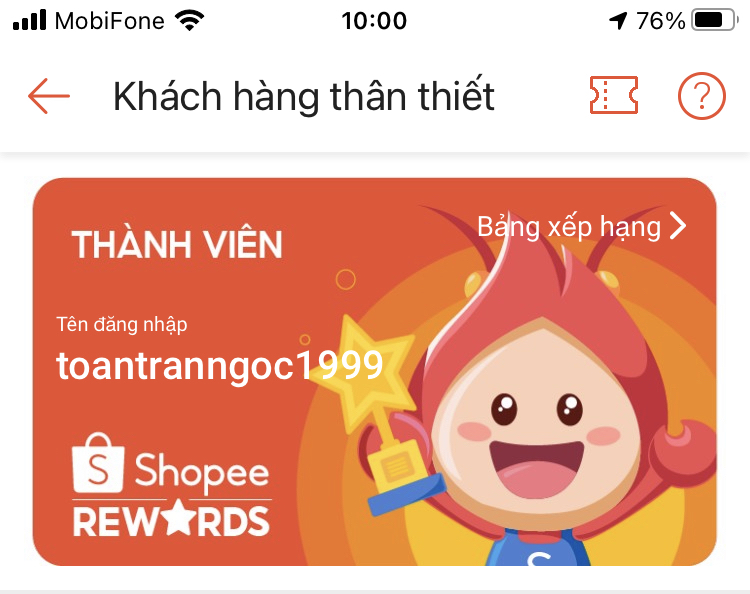 MobiFone 10:00 76%
Khách hàng thân thiết
Bảng xếp hạng
THÀNH VIÊN
Tên đăng nhập
toantranngoc1999
S Shopee
REWARDS